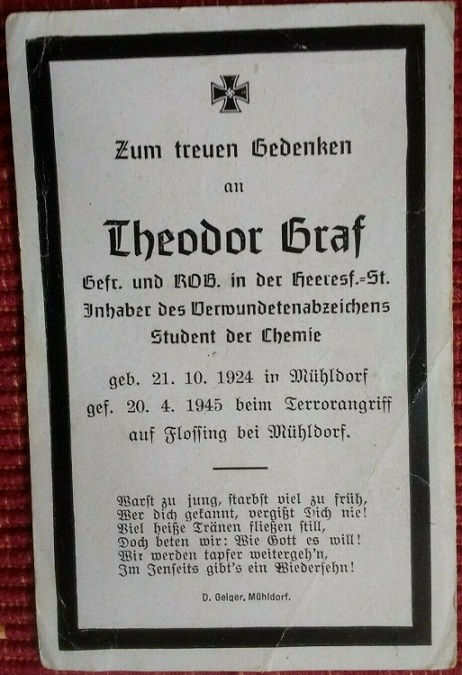 Zum treuen Gedenken
an
Theodor Graf
Gefr. und ROB. in der Heeresf.=St.
Inhaber des Verwundetenabzeichens
Student der Chemie
geb. 21. 10. 1924 in Mühldorf
gef. 20. 4. 1945 beim Terrorangriff
auf Flossing bei Mühldorf.
Warst zu jung, starbst viel zu früh,
Wer dich gekannt, vergißt Dich nie!
Viel heiße Tränen fließen still,
Doch beten wir: Wie Gott es will!
Wir werden tapfer weitergeh'n,
Im Jenseits gibt's ein Wiedersehn!
D. Geiger, Mühldorf.